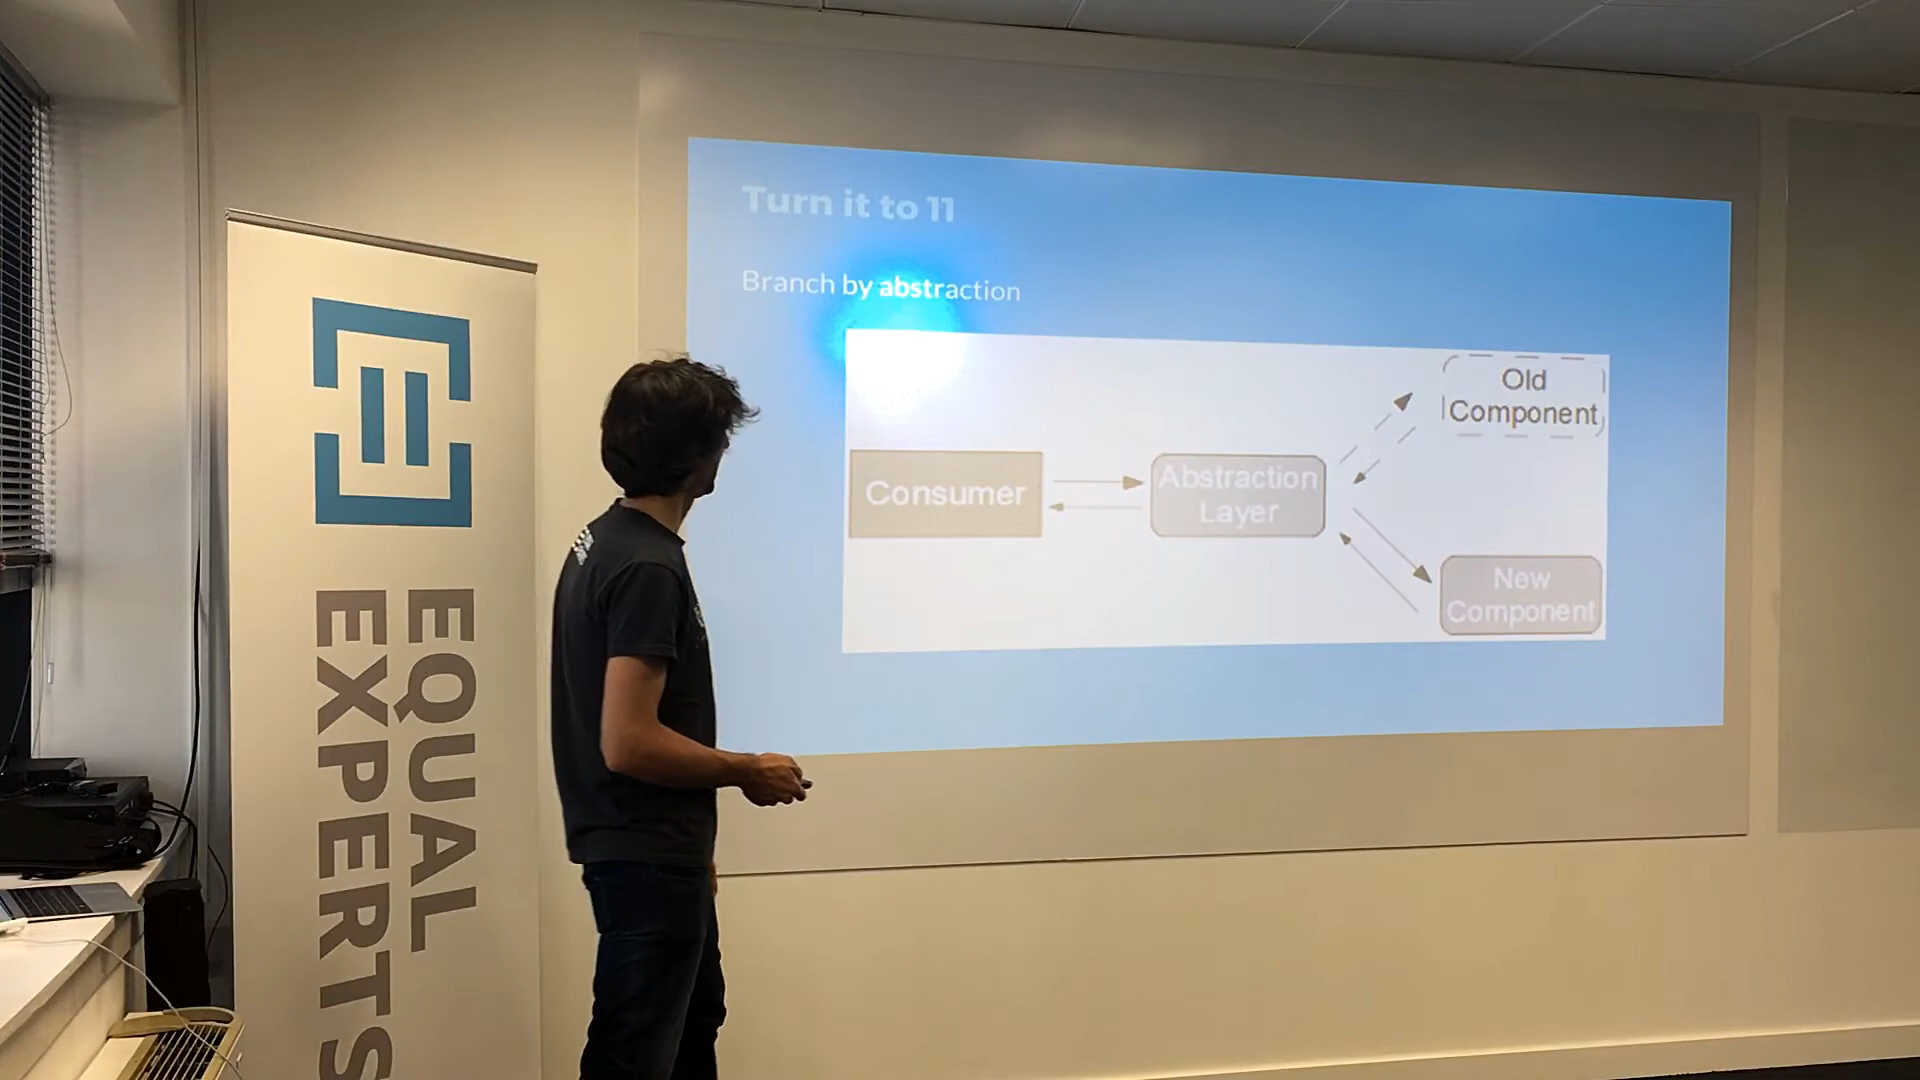 Turn it to 11
Branch by abstraction
Consumer
Abstraction
Layer
Old
Component
New
Component
EQUAL
EXPERTS